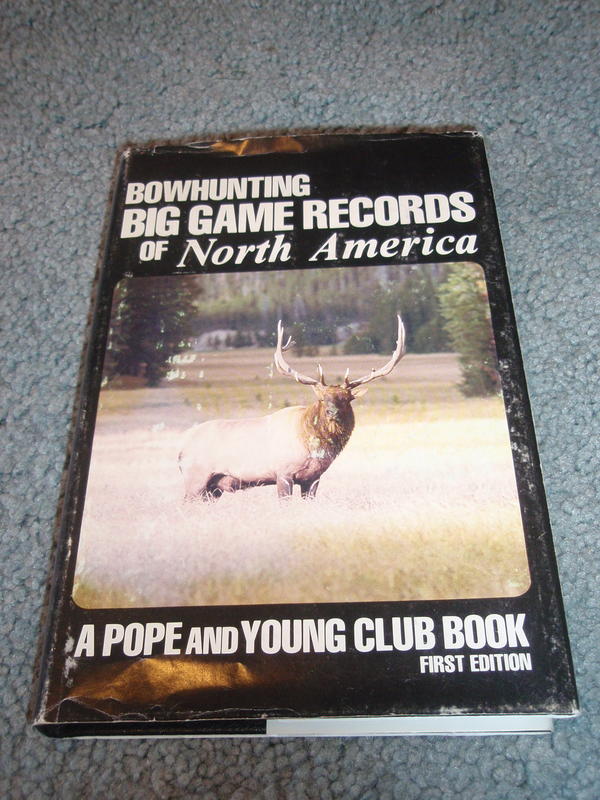 BOWHUNTING
BIG GAME RECORDS
OF North America
A POPE AND YOUNG CLUB BOOK
FIRST EDITION